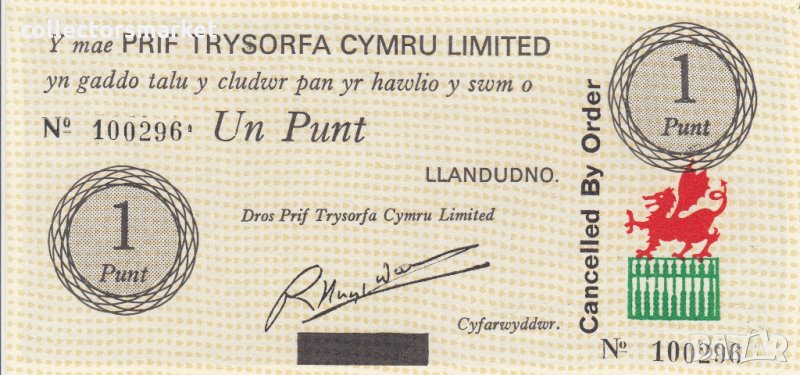 collectorsmarket
Y mae PRIF TRYSORFA CYMRU LIMITED
yn gaddo talu y cludwr pan yr hawlio y swm o
Nº 100296 Un Punt
1
Punt
LLANDUDNO.
1
Punt
Dros Prif Trysorfa Cymru Limited
Cyfarwyddwr.
Cancelled By Order
Nº 100296
BAZAR